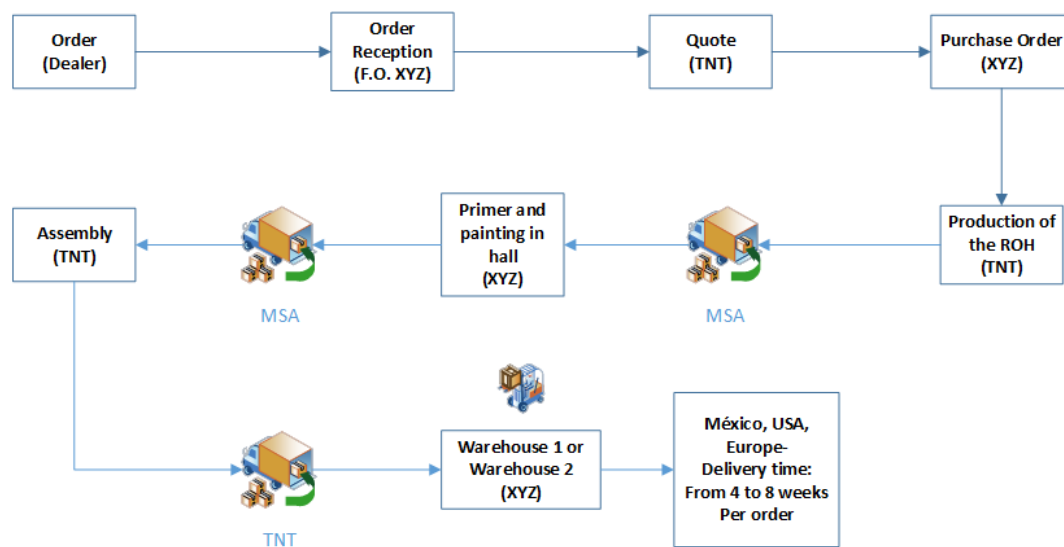 Order
(Dealer)
Order
Reception
(F.O. XYZ)
Quote
(TNT)
Purchase Order
(XYZ)
Assembly
(TNT)
MSA
Primer and
painting in
hall
(XYZ)
MSA
Production of
the ROH
(TNT)
TNT
Warehouse 1 or
Warehouse 2
(XYZ)
México, USA,
Europe-
Delivery time:
From 4 to 8 weeks
Per order